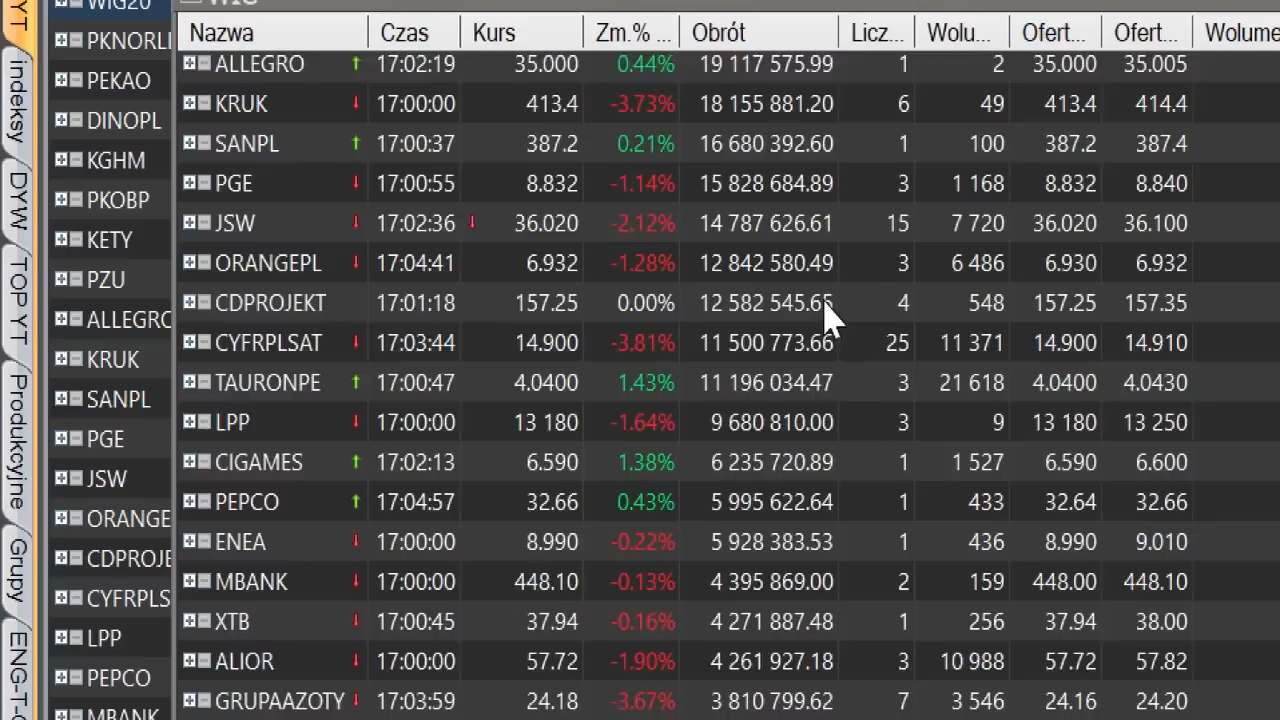 YT
indeksy
DYW
TOP YT
Produkcyjne
Grupy
WIG20
PKNORL
PEKAO
DINOPL
KGHM
PKOBP
KETY
PZU
ALLEGRO
KRUK
SANPL
PGE
JSW
ORANGE
CDPROJE
CYFRPLS
LPP
PEPCO
MBANK
WIG
Nazwa Czas Kurs Zm.% ... Obrót Licz... Wolu... Ofert... Ofert... Wolume
ALLEGRO 17:02:19 35.000 0.44% 19 117 575.99 1 2 35.000 35.005
KRUK 17:00:00 413.4 -3.73% 18 155 881.20 6 49 413.4 414.4
SANPL 17:00:37 387.2 0.21% 16 680 392.60 1 100 387.2 387.4
PGE 17:00:55 8.832 -1.14% 15 828 684.89 3 1 168 8.832 8.840
JSW 17:02:36 36.020 -2.12% 14 787 626.61 15 7 720 36.020 36.100
ORANGEPL 17:04:41 6.932 -1.28% 12 842 580.49 3 6 486 6.930 6.932
CDPROJEKT 17:01:18 157.25 0.00% 12 582 545.65 4 548 157.25 157.35
CYFRPLSAT 17:03:44 14.900 -3.81% 11 500 773.66 25 11 371 14.900 14.910
TAURONPE 17:00:47 4.0400 1.43% 11 196 034.47 3 21 618 4.0400 4.0430
LPP 17:00:00 13 180 -1.64% 9 680 810.00 3 9 13 180 13 250
CIGAMES 17:02:13 6.590 1.38% 6 235 720.89 1 1 527 6.590 6.600
PEPCO 17:04:57 32.66 0.43% 5 995 622.64 1 433 32.64 32.66
ENEA 17:00:00 8.990 -0.22% 5 928 383.53 1 436 8.990 9.010
MBANK 17:00:00 448.10 -0.13% 4 395 869.00 2 159 448.00 448.10
XTB 17:00:45 37.94 -0.16% 4 271 887.48 1 256 37.94 38.00
ALIOR 17:00:00 57.72 -1.90% 4 261 927.18 3 10 988 57.72 57.82
GRUPAAZOTY 17:03:59 24.18 -3.67% 3 810 799.62 7 3 546 24.16 24.20